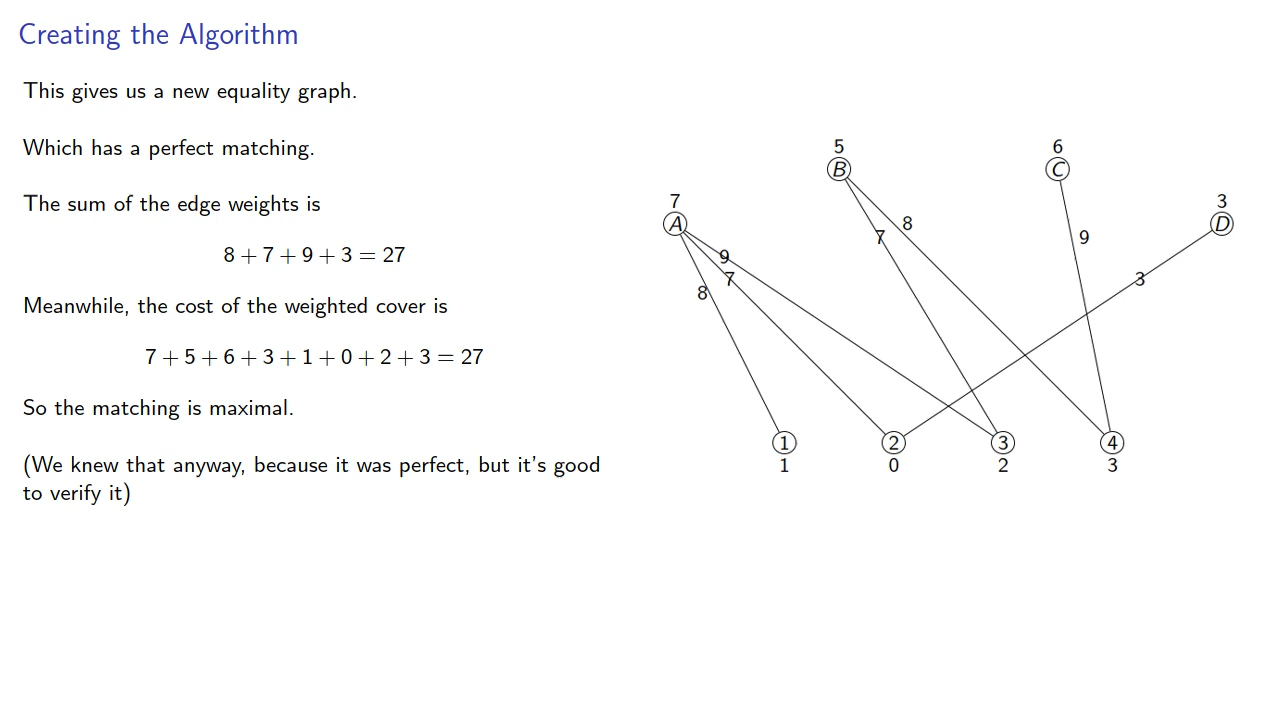 Creating the Algorithm
This gives us a new equality graph.
Which has a perfect matching.
The sum of the edge weights is
8 + 7 + 9 + 3 = 27
Meanwhile, the cost of the weighted cover is
7 + 5 + 6 + 3 + 1 + 0 + 2 + 3 = 27
So the matching is maximal.
(We knew that anyway, because it was perfect, but it's good
to verify it)
5 6
B C
7 3
A D
8
7 9
9
7 3
8
1 2 3 4
1 0 2 3